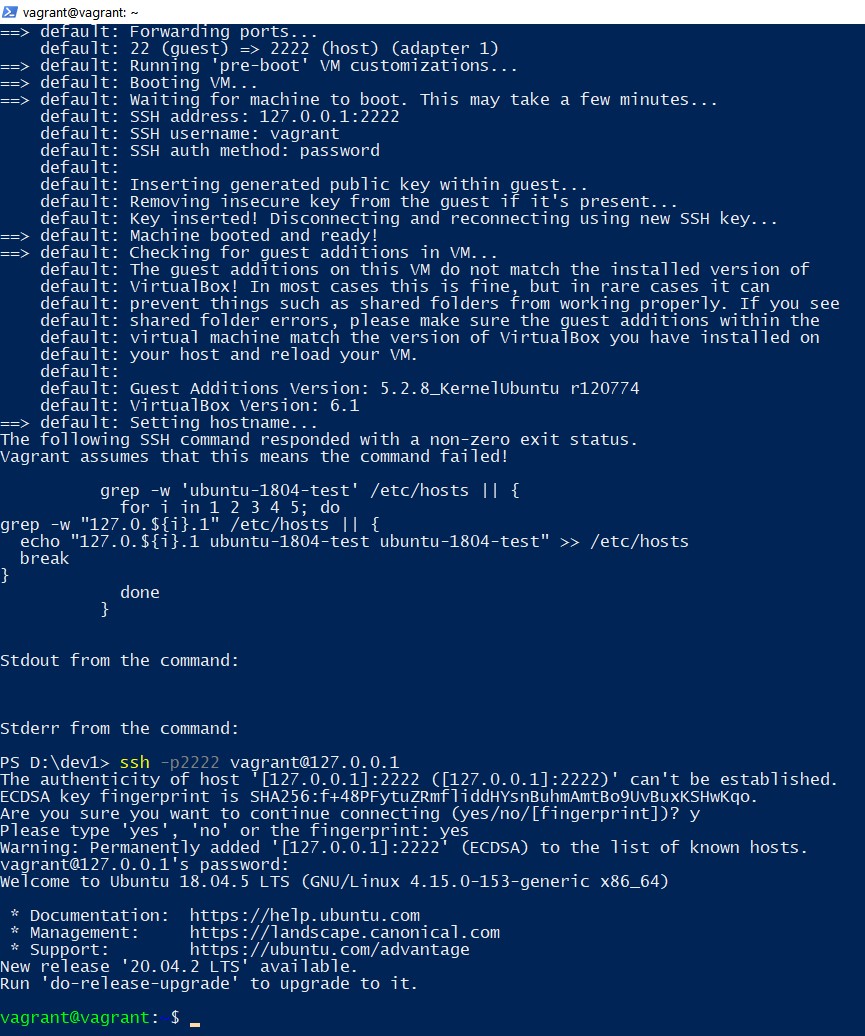 vagrant@vagrant: ~
==> default: Forwarding ports...
    default: 22 (guest) => 2222 (host) (adapter 1)
==> default: Running 'pre-boot' VM customizations...
==> default: Booting VM...
==> default: Waiting for machine to boot. This may take a few minutes...
    default: SSH address: 127.0.0.1:2222
    default: SSH username: vagrant
    default: SSH auth method: password
    default:
    default: Inserting generated public key within guest...
    default: Removing insecure key from the guest if it's present...
    default: Key inserted! Disconnecting and reconnecting using new SSH key...
==> default: Machine booted and ready!
==> default: Checking for guest additions in VM...
    default: The guest additions on this VM do not match the installed version of
    default: VirtualBox! In most cases this is fine, but in rare cases it can
    default: prevent things such as shared folders from working properly. If you see
    default: shared folder errors, please make sure the guest additions within the
    default: virtual machine match the version of VirtualBox you have installed on
    default: your host and reload your VM.
    default:
    default: Guest Additions Version: 5.2.8_KernelUbuntu r120774
    default: VirtualBox Version: 6.1
==> default: Setting hostname...
The following SSH command responded with a non-zero exit status.
Vagrant assumes that this means the command failed!
          grep -w 'ubuntu-1804-test' /etc/hosts || {
            for i in 1 2 3 4 5; do
grep -w "127.0.${i}.1" /etc/hosts || {
  echo "127.0.${i}.1 ubuntu-1804-test ubuntu-1804-test" >> /etc/hosts
  break
}
            done
          }
Stdout from the command:
Stderr from the command:
PS D:\dev1> ssh -p2222 vagrant@127.0.0.1
The authenticity of host '[127.0.0.1]:2222 ([127.0.0.1]:2222)' can't be established.
ECDSA key fingerprint is SHA256:f+48PFytuZRmfliddHYsnBuhmAmtBo9UvBuxKSHwKqo.
Are you sure you want to continue connecting (yes/no/[fingerprint])? y
Please type 'yes', 'no' or the fingerprint: yes
Warning: Permanently added '[127.0.0.1]:2222' (ECDSA) to the list of known hosts.
vagrant@127.0.0.1's password:
Welcome to Ubuntu 18.04.5 LTS (GNU/Linux 4.15.0-153-generic x86_64)
 * Documentation:  https://help.ubuntu.com
 * Management:     https://landscape.canonical.com
 * Support:        https://ubuntu.com/advantage
New release '20.04.2 LTS' available.
Run 'do-release-upgrade' to upgrade to it.
vagrant@vagrant:~$